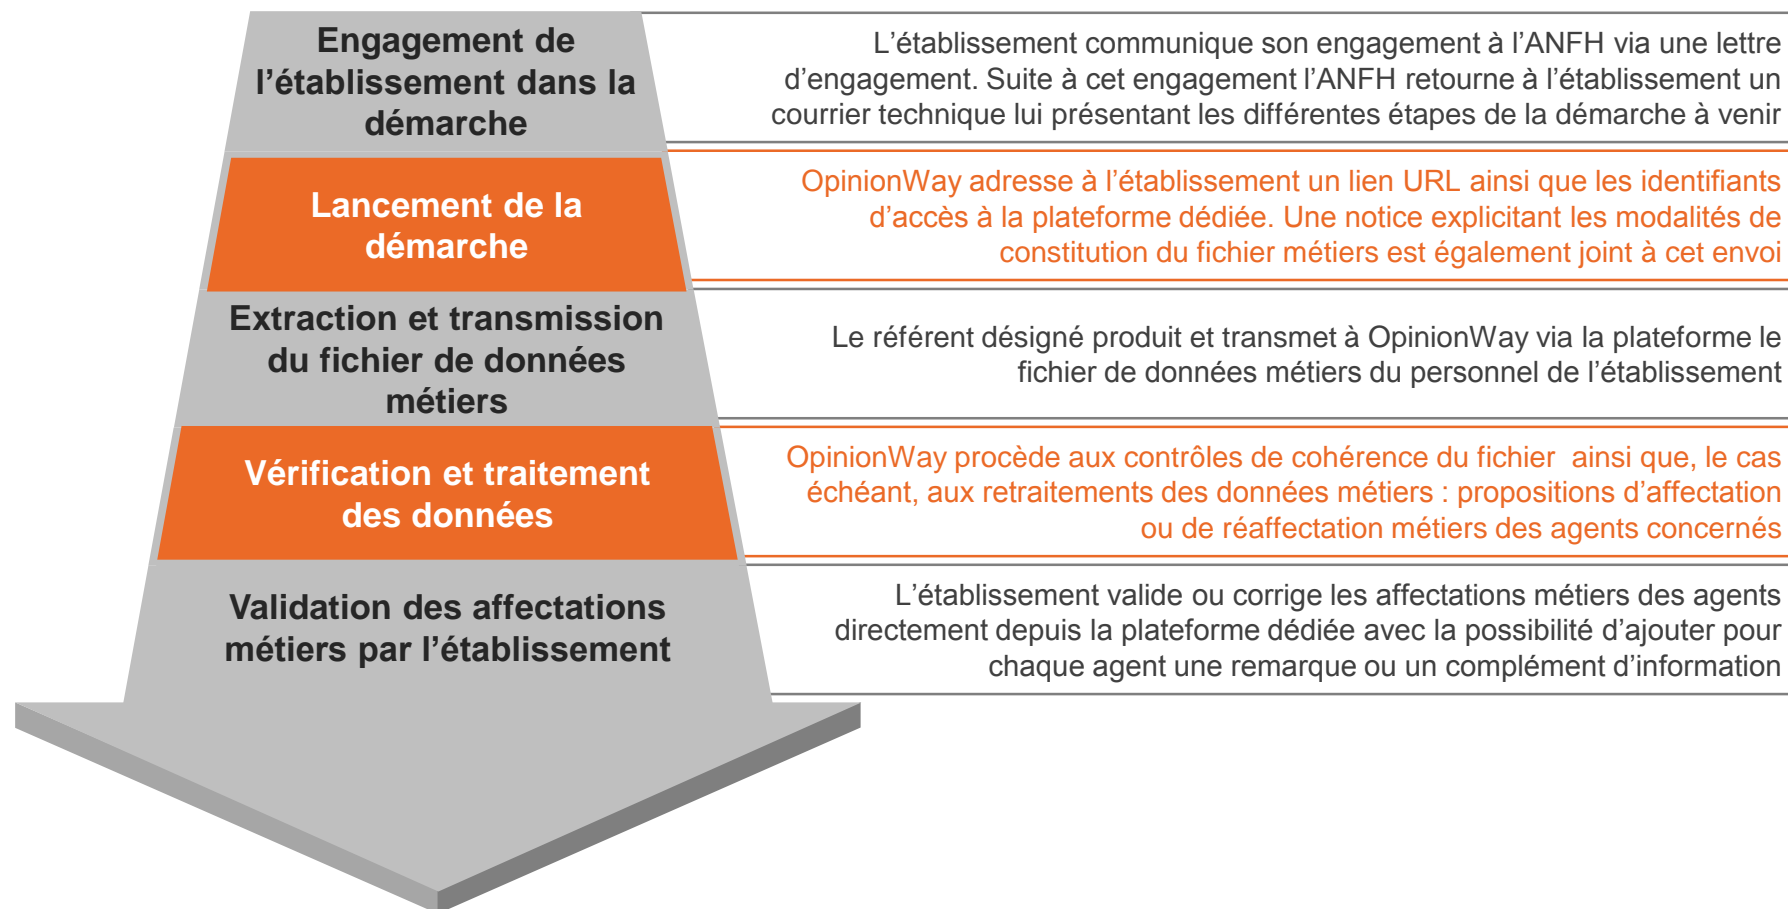 Engagement de
l’établissement dans la
démarche
L’établissement communique son engagement à l’ANFH via une lettre
d’engagement. Suite à cet engagement l’ANFH retourne à l’établissement un
courrier technique lui présentant les différentes étapes de la démarche à venir
Lancement de la
démarche
OpinionWay adresse à l’établissement un lien URL ainsi que les identifiants
d’accès à la plateforme dédiée. Une notice explicitant les modalités de
constitution du fichier métiers est également joint à cet envoi
Extraction et transmission
du fichier de données
métiers
Le référent désigné produit et transmet à OpinionWay via la plateforme le
fichier de données métiers du personnel de l’établissement
Vérification et traitement
des données
OpinionWay procède aux contrôles de cohérence du fichier  ainsi que, le cas
échéant, aux retraitements des données métiers : propositions d’affectation
ou de réaffectation métiers des agents concernés
Validation des affectations
métiers par l’établissement
L’établissement valide ou corrige les affectations métiers des agents
directement depuis la plateforme dédiée avec la possibilité d’ajouter pour
chaque agent une remarque ou un complément d’information